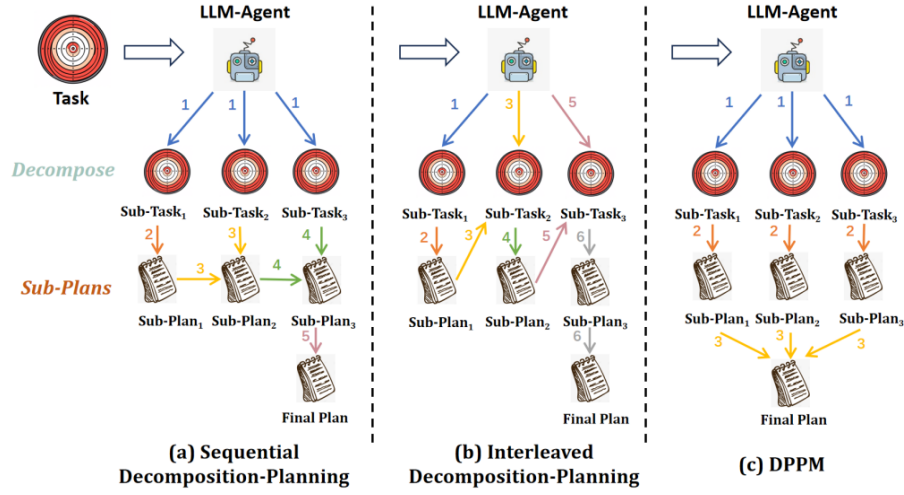 LLM-Agent LLM-Agent LLM-Agent
Task
1 1 1 1 3 5 1 1 1
Decompose
Sub-Task₁ Sub-Task₂ Sub-Task₃ Sub-Task₁ Sub-Task₂ Sub-Task₃ Sub-Task₁ Sub-Task₂ Sub-Task₃
2 3 4 2 3 4 5 6 2 2 2
Sub-Plans
3 4
Sub-Plan₁ Sub-Plan₂ Sub-Plan₃ Sub-Plan₁ Sub-Plan₂ Sub-Plan₃ Sub-Plan₁ Sub-Plan₂ Sub-Plan₃
5 6 3 3 3
Final Plan Final Plan Final Plan
(a) Sequential
Decomposition-Planning
(b) Interleaved
Decomposition-Planning
(c) DPPM